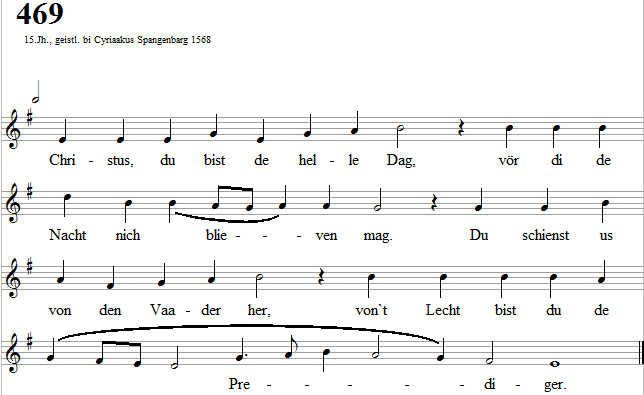 469
15.Jh., geistl. bi Cyriaakus Spangenbarg 1568
Chri - stus, du bist de hel - le Dag, vör di de
Nacht nich blie - - - ven mag. Du schienst us
von den Vaa - der her, von`t Lecht bist du de
Pre - - - - di - ger.